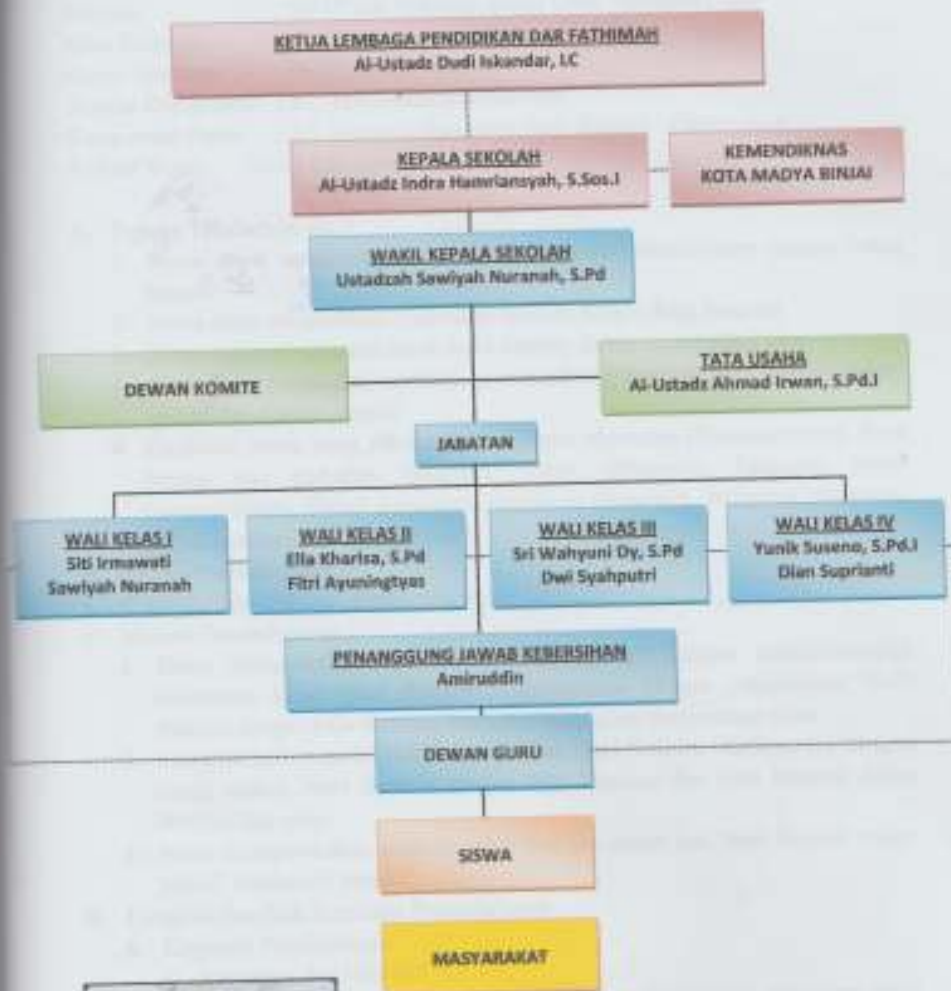 KETUA LEMBAGA PENDIDIKAN DAR FATHIMAH
Al-Ustadz Dudi Iskandar, LC
KEPALA SEKOLAH
Al-Ustadz Indra Hamriansyah, S.Sos.I
KEMENDIKNAS
KOTA MADYA BINJAI
WAKIL KEPALA SEKOLAH
Ustadzah Sawiyah Nuranah, S.Pd
DEWAN KOMITE
TATA USAHA
Al-Ustadz Ahmad Irwan, S.Pd.I
JABATAN
WALI KELAS I
Siti Irmawati
Sawiyah Nuranah
WALI KELAS II
Ella Kharisa, S.Pd
Fitri Ayuningtyas
WALI KELAS III
Sri Wahyuni Dy, S.Pd
Dwi Syahputri
WALI KELAS IV
Yunik Suseno, S.Pd.I
Dian Suprianti
PENANGGUNG JAWAB KEBERSIHAN
Amiruddin
DEWAN GURU
SISWA
MASYARAKAT